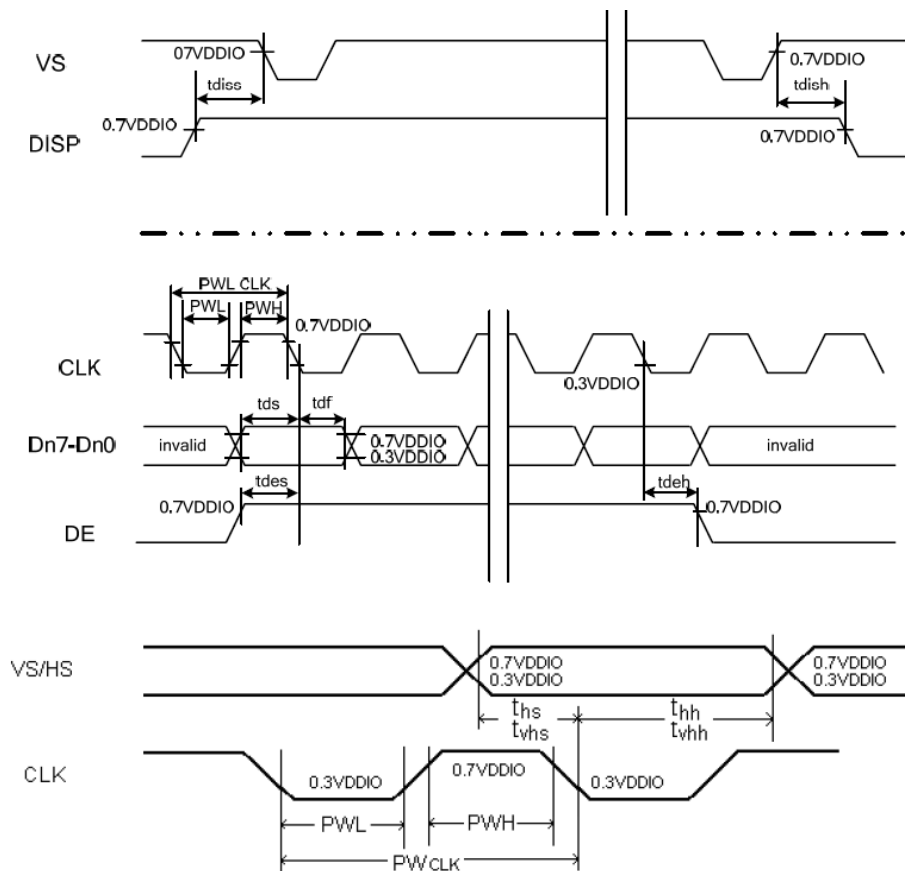 VS
07VDDIO
0.7VDDIO
tdiss
tdish
0.7VDDIO
DISP
0.7VDDIO
PWL CLK
PWL
PWH
0.7VDDIO
CLK
0.3VDDIO
tds
tdf
Dn7-Dn0
invalid
0.7VDDIO
0.3VDDIO
invalid
tdes
tdeh
0.7VDDIO
0.7VDDIO
DE
VS/HS
0.7VDDIO
0.3VDDIO
0.7VDDIO
0.3VDDIO
ths
tvhs
thh
tvhh
CLK
0.3VDDIO
0.7VDDIO
0.3VDDIO
PWL
PWH
PWCLK